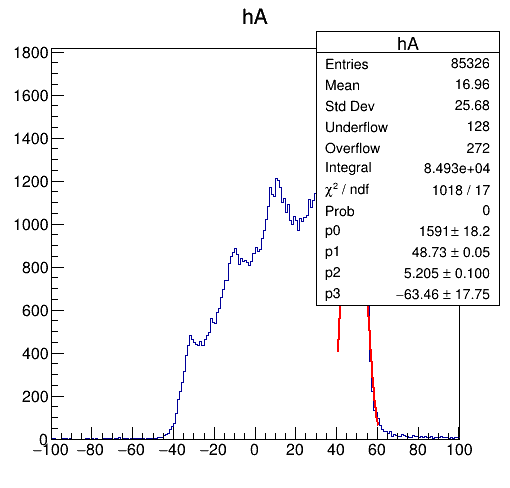 hA
hA
Entries 85326
Mean 16.96
Std Dev 25.68
Underflow 128
Overflow 272
Integral 8.493e+04
χ² / ndf 1018 / 17
Prob 0
p0 1591 ± 18.2
p1 48.73 ± 0.05
p2 5.205 ± 0.100
p3 −63.46 ± 17.75
1800
1600
1400
1200
1000
800
600
400
200
0
−100 −80 −60 −40 −20 0 20 40 60 80 100